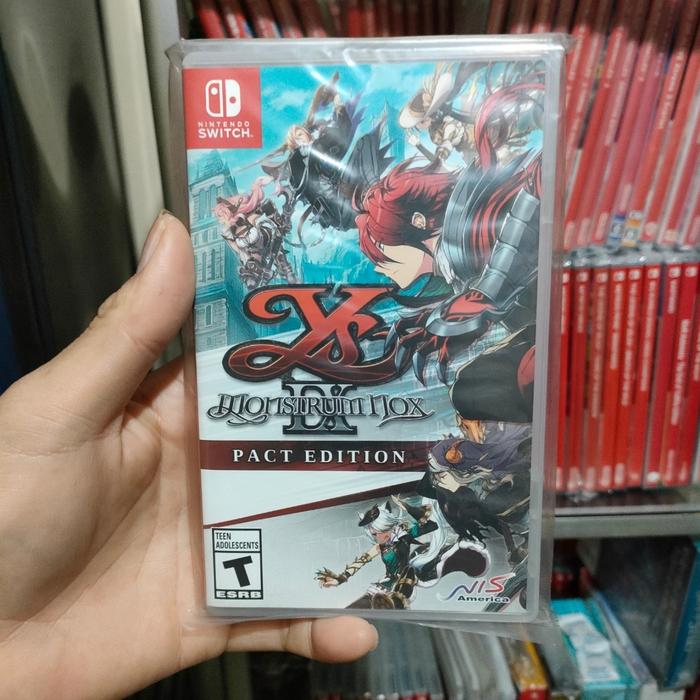 NINTENDO
SWITCH
Ys
IX
Monstrum Nox
PACT EDITION
TEEN
ADOLESCENTS
T
ESRB
NIS
America